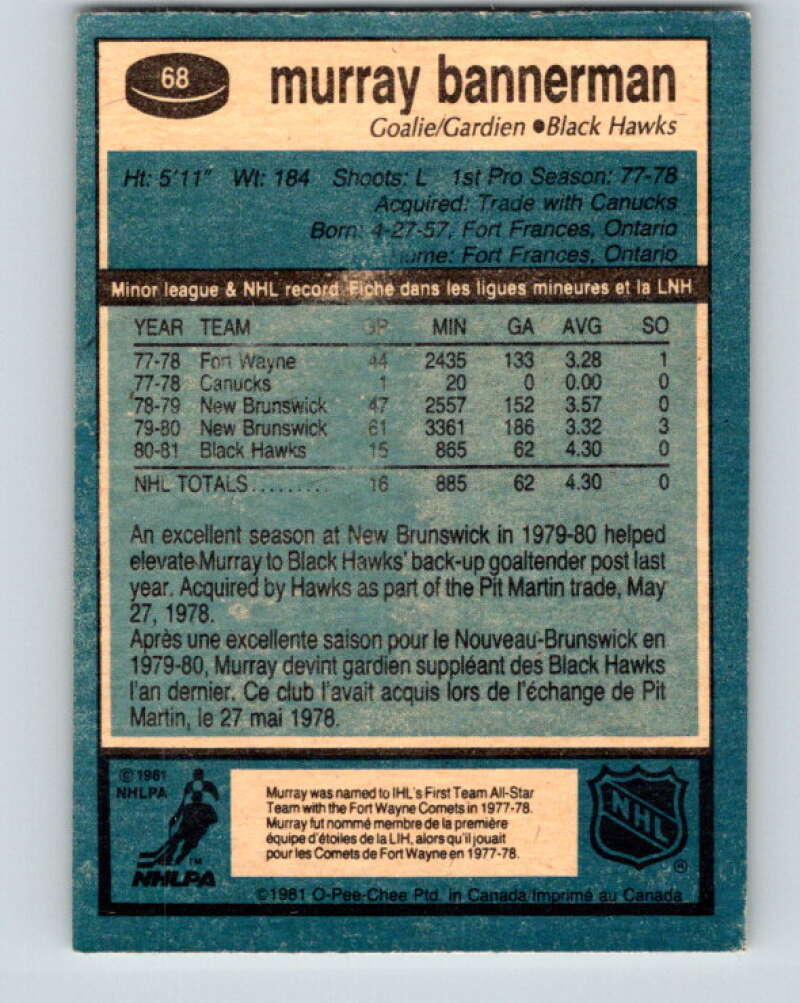 68
murray bannerman
Goalie/Gardien ●Black Hawks
Ht: 5'11" Wt: 184 Shoots: L 1st Pro Season: 77-78
Acquired: Trade with Canucks
Born: 4-27-57, Fort Frances, Ontario
Fort Frances, Ontario
Minor league & NHL record Fiche dans les ligues mineures et la LNH
YEAR TEAM GP MIN GA AVG SO
77-78 Fort Wayne 44 2435 133 3.28 1
77-78 Canucks 1 20 0 0.00 0
78-79 New Brunswick 47 2557 152 3.57 0
79-80 New Brunswick 61 3361 186 3.32 3
80-81 Black Hawks 15 865 62 4.30 0
NHL TOTALS......... 16 885 62 4.30 0
An excellent season at New Brunswick in 1979-80 helped
elevate Murray to Black Hawks' back-up goaltender post last
year. Acquired by Hawks as part of the Pit Martin trade, May
27, 1978.
Après une excellente saison pour le Nouveau-Brunswick en
1979-80, Murray devint gardien suppléant des Black Hawks
l'an dernier. Ce club l'avait acquis lors de l'échange de Pit
Martin, le 27 mai 1978.
© 1981
NHLPA
TM
NHLPA
Murray was named to IHL's First Team All-Star
Team with the Fort Wayne Comets in 1977-78.
Murray fut nommé membre de la première
équipe d'étoiles de la LIH, alors qu'il jouait
pour les Comets de Fort Wayne en 1977-78.
NHL
®
©1981 O-Pee-Chee Ptd. in Canada/Imprimé au Canada